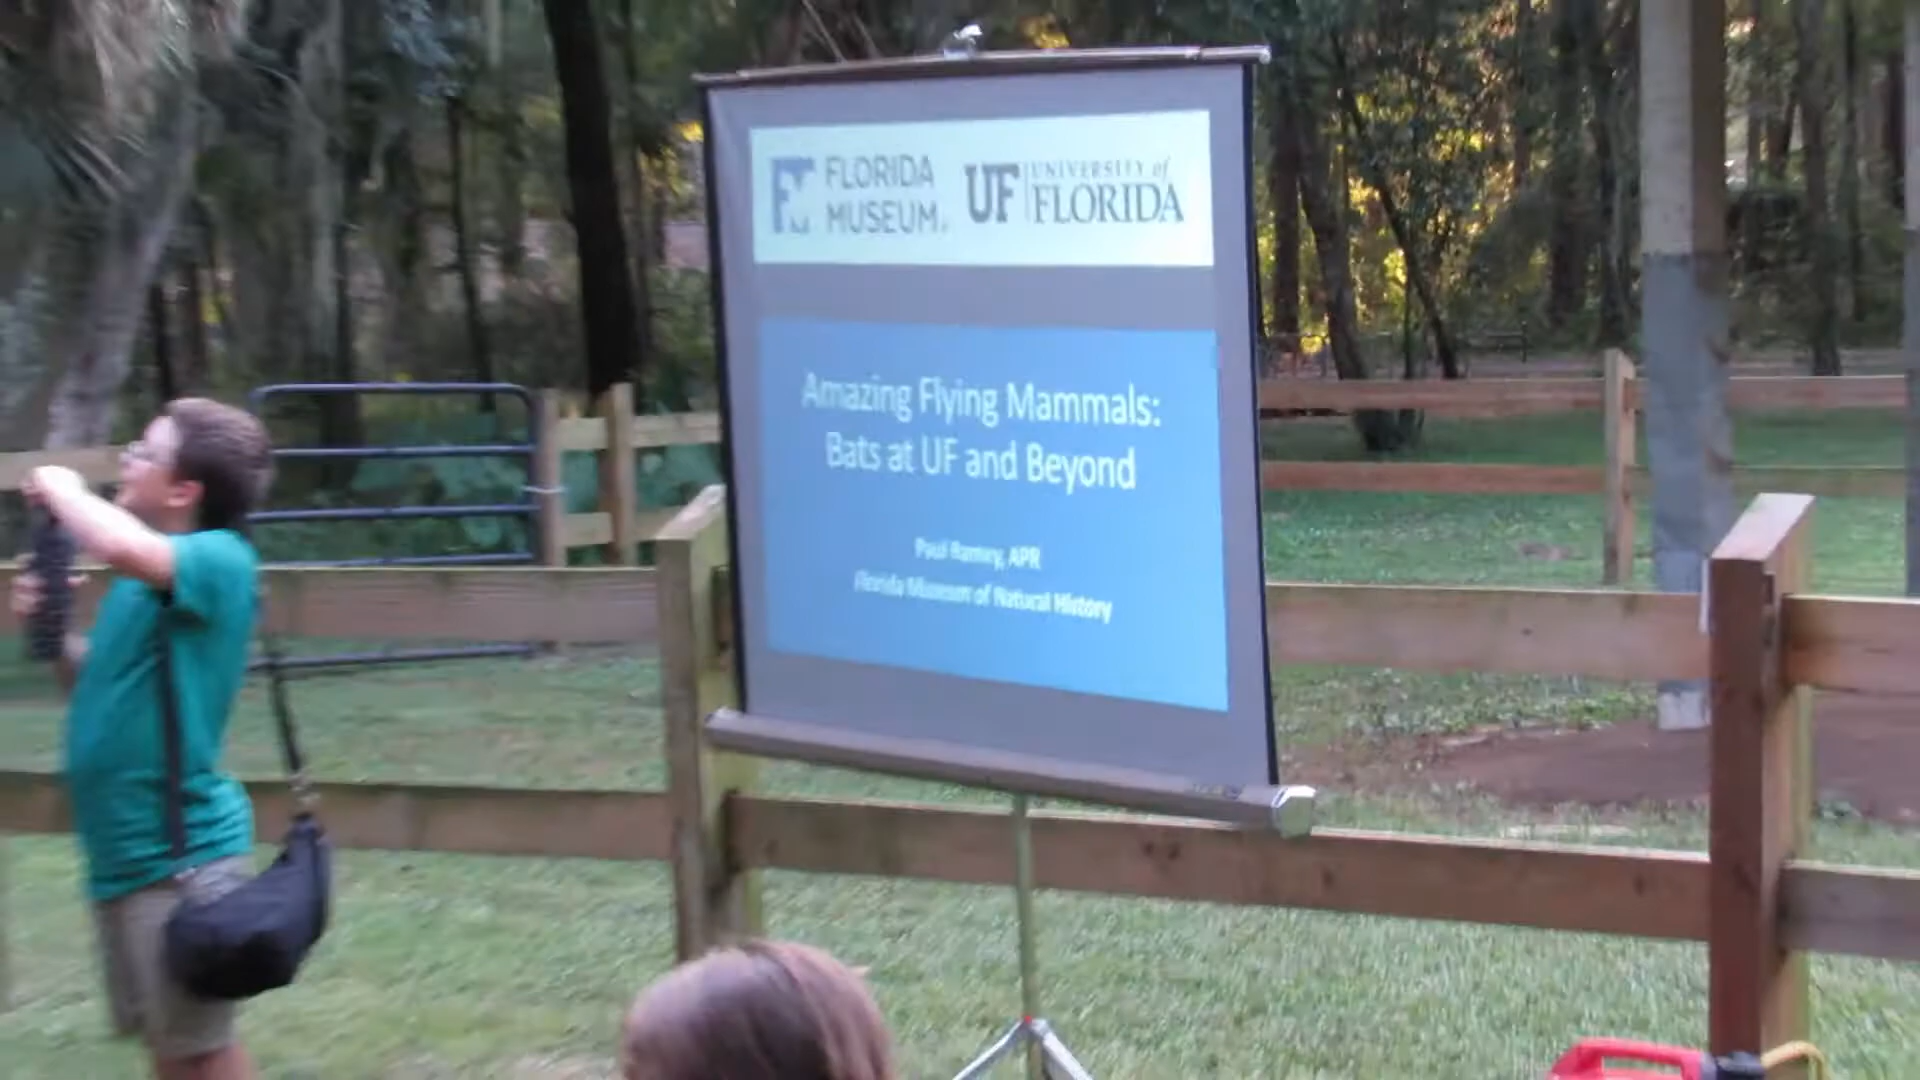 FLORIDA
MUSEUM.
UF UNIVERSITY of
FLORIDA
Amazing Flying Mammals:
Bats at UF and Beyond
Paul Ramey, APR
Florida Museum of Natural History